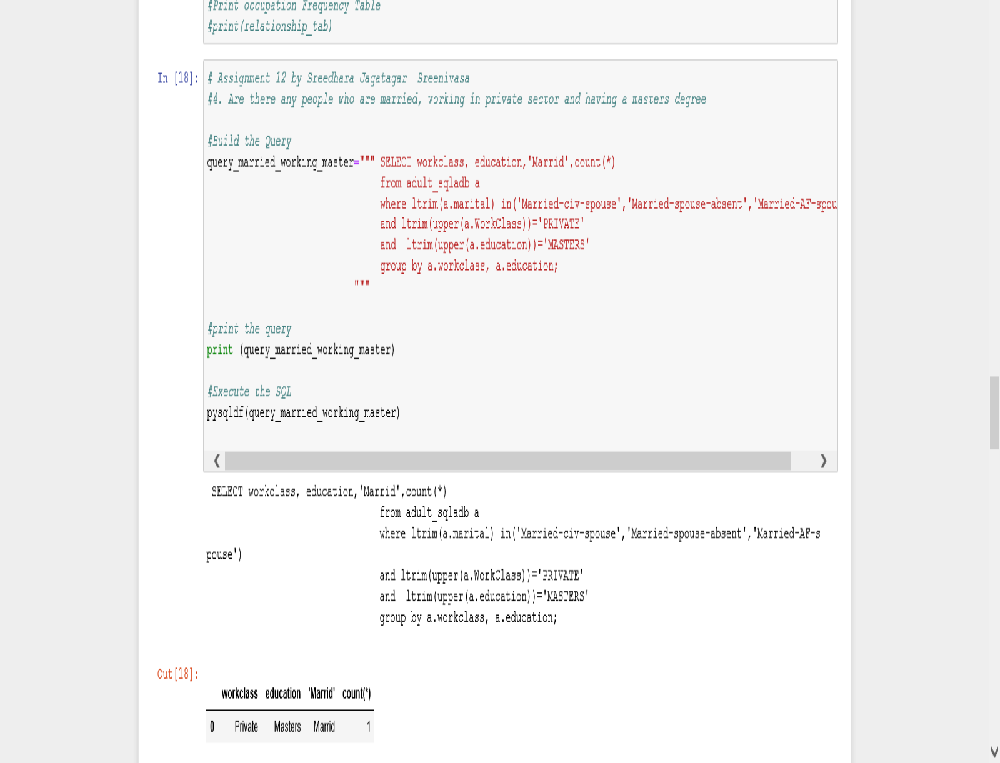 #Print occupation Frequency Table
#print(relationship_tab)
In [18]:
# Assignment 12 by Sreedhara Jagatagar  Sreenivasa
#4. Are there any people who are married, working in private sector and having a masters degree
#Build the Query
query_married_working_master=""" SELECT workclass, education,'Marrid',count(*)
from adult_sqladb a
where ltrim(a.marital) in('Married-civ-spouse','Married-spouse-absent','Married-AF-spou
and ltrim(upper(a.WorkClass))='PRIVATE'
and  ltrim(upper(a.education))='MASTERS'
group by a.workclass, a.education;
"""
#print the query
print (query_married_working_master)
#Execute the SQL
pysqldf(query_married_working_master)
SELECT workclass, education,'Marrid',count(*)
from adult_sqladb a
where ltrim(a.marital) in('Married-civ-spouse','Married-spouse-absent','Married-AF-s
pouse')
and ltrim(upper(a.WorkClass))='PRIVATE'
and  ltrim(upper(a.education))='MASTERS'
group by a.workclass, a.education;
Out[18]:
workclass education 'Marrid' count(*)
0 Private Masters Marrid 1